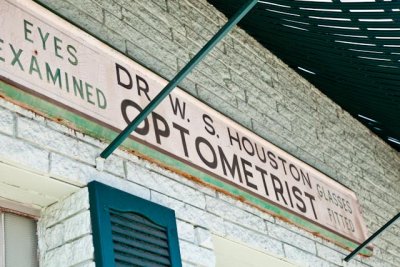 EYES
EXAMINED
DR. W. S. HOUSTON
OPTOMETRIST
GLASSES
FITTED